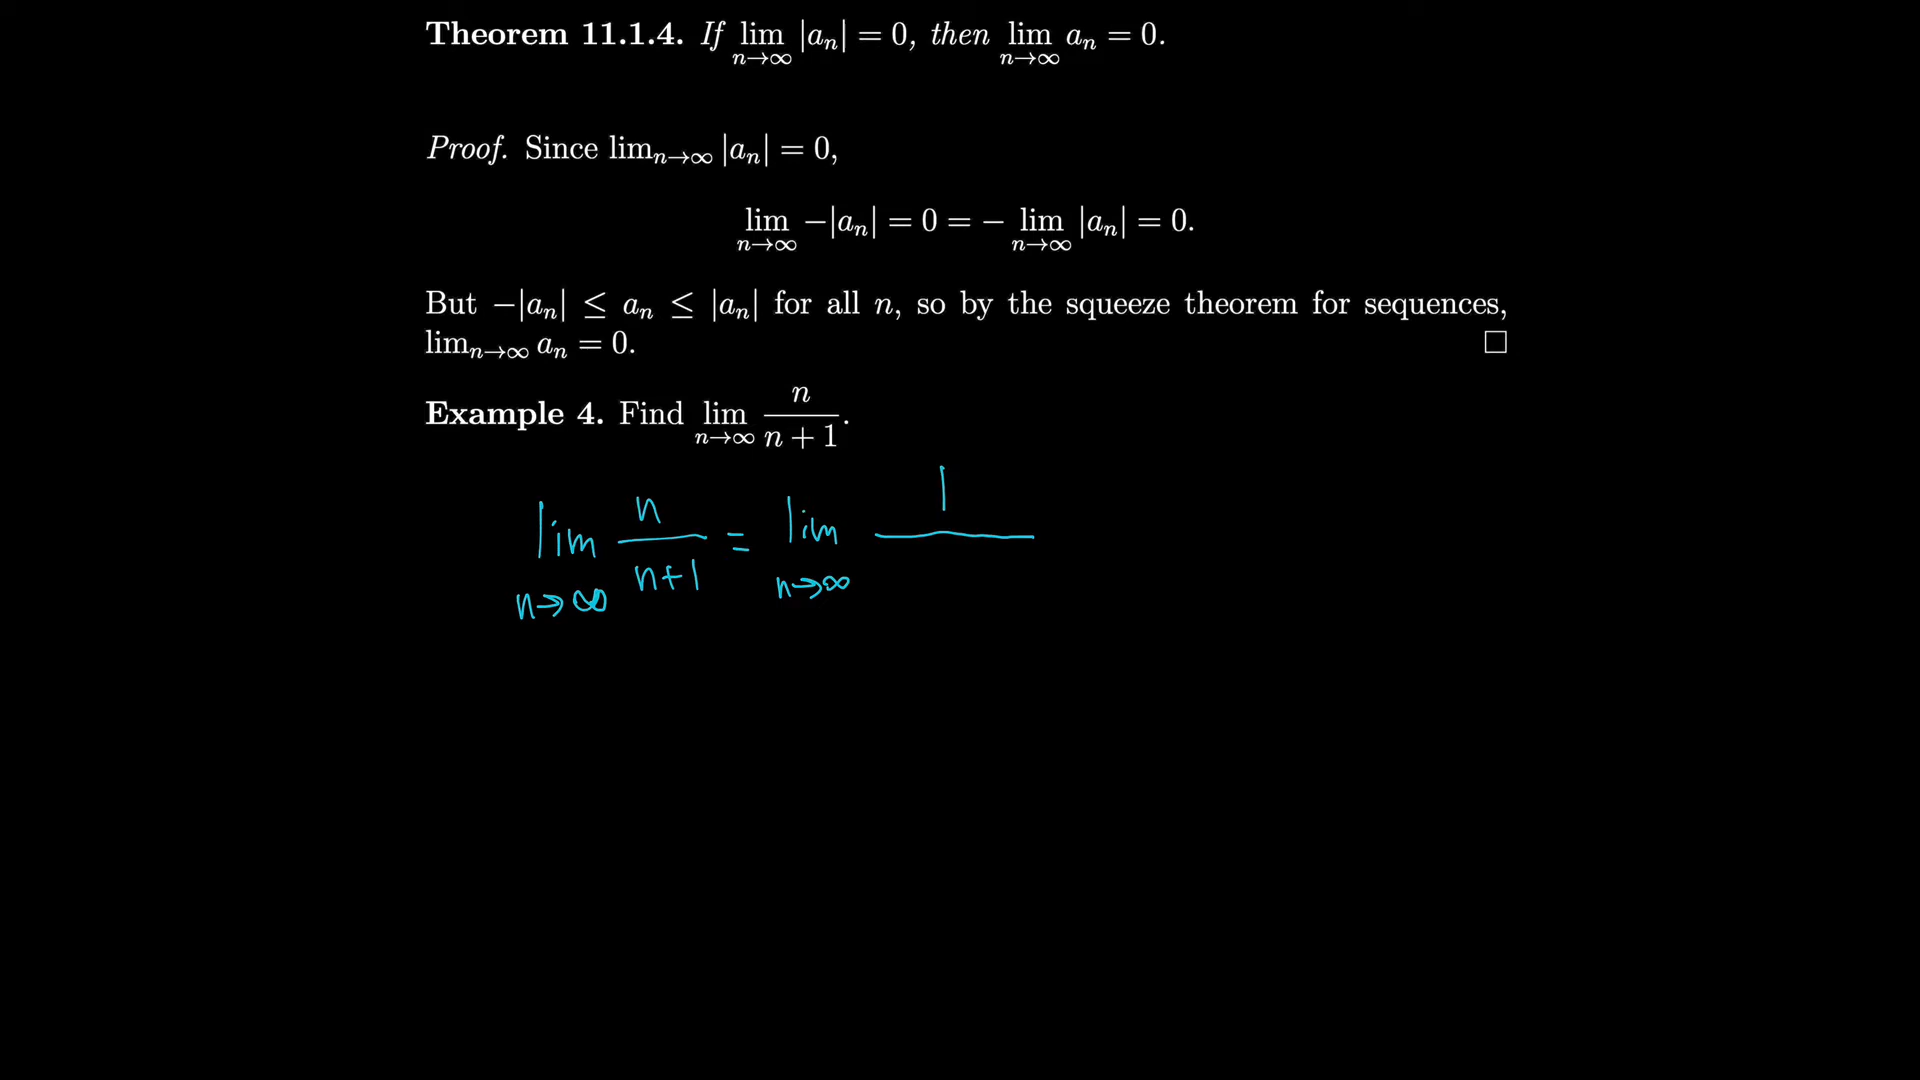 Theorem 11.1.4. If lim_{n→∞} |a_n| = 0, then lim_{n→∞} a_n = 0.
Proof. Since lim_{n→∞} |a_n| = 0,
lim_{n→∞} −|a_n| = 0 = − lim_{n→∞} |a_n| = 0.
But −|a_n| ≤ a_n ≤ |a_n| for all n, so by the squeeze theorem for sequences,
lim_{n→∞} a_n = 0. □
Example 4. Find lim_{n→∞} n/(n + 1).
lim_{n→∞} n/(n+1) = lim_{n→∞} 1/